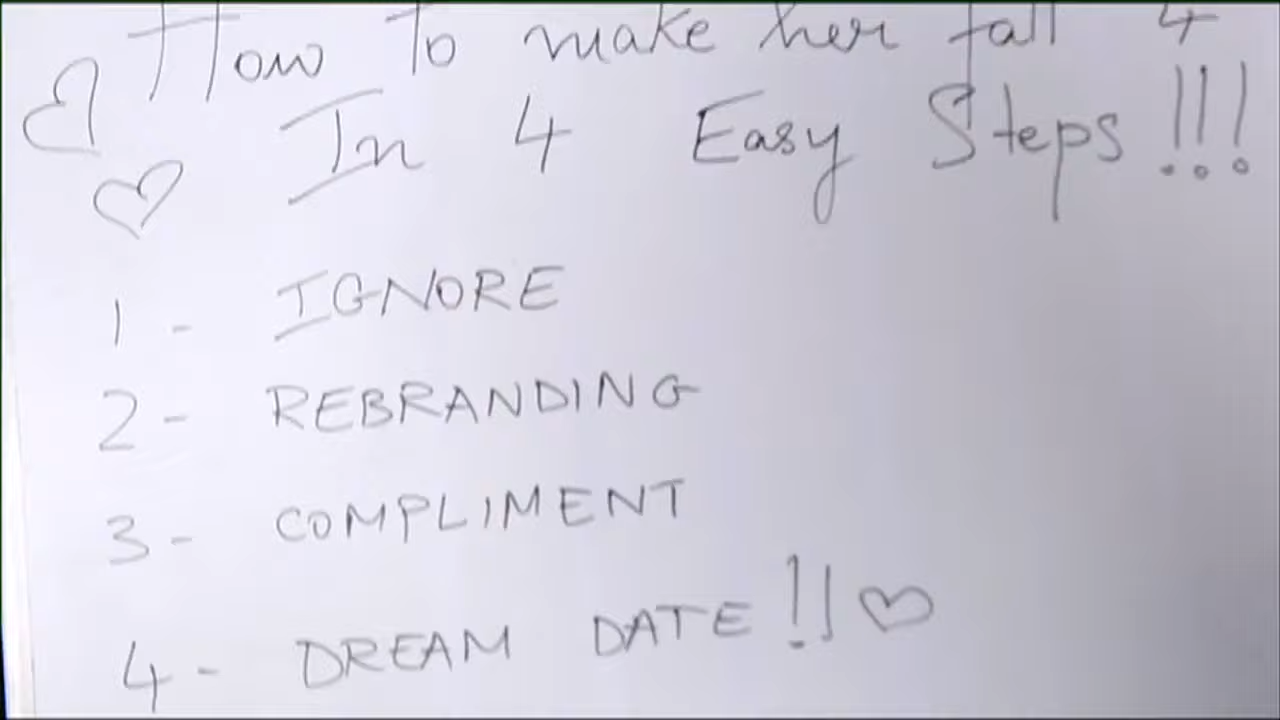 How To make her fall 4
In 4 Easy Steps!!!
1 - IGNORE
2 - REBRANDING
3 - COMPLIMENT
4 - DREAM DATE!!